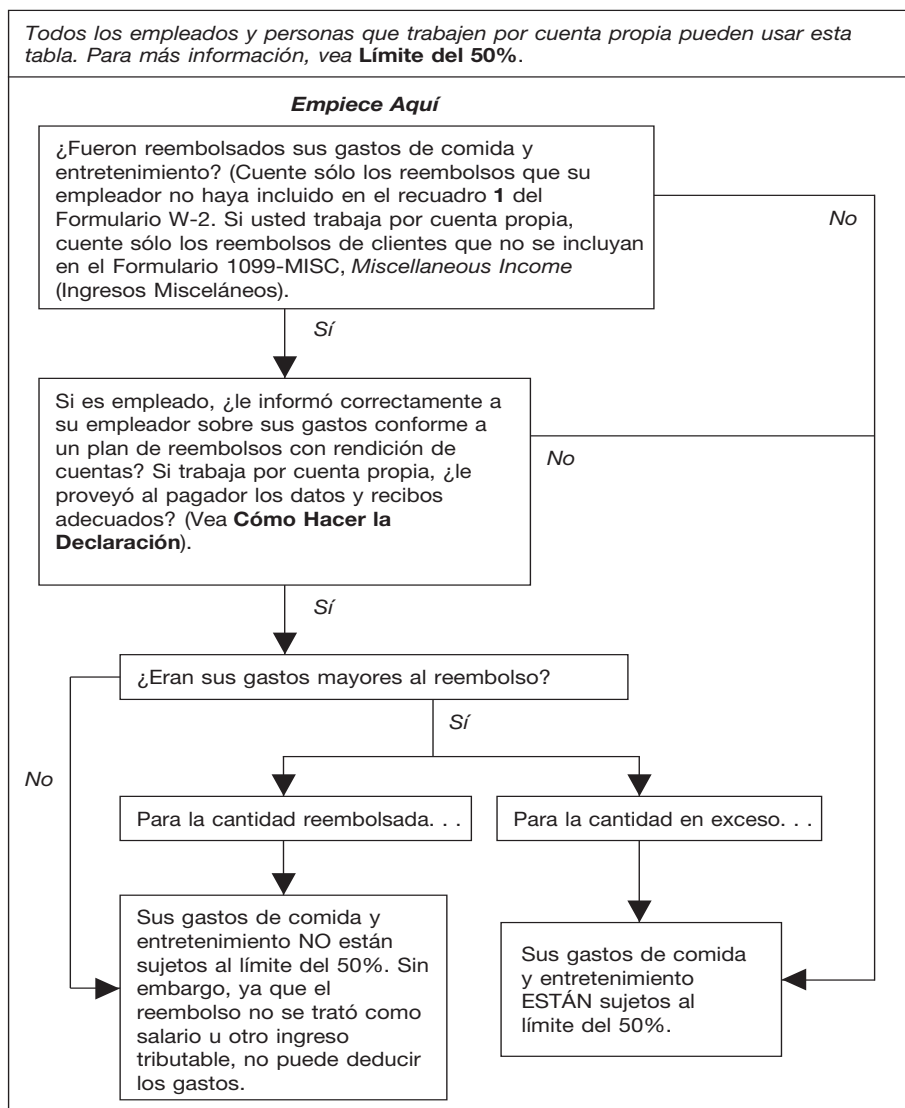 Todos los empleados y personas que trabajen por cuenta propia pueden usar esta
tabla. Para más información, vea Límite del 50%.
Empiece Aquí
¿Fueron reembolsados sus gastos de comida y
entretenimiento? (Cuente sólo los reembolsos que su
empleador no haya incluido en el recuadro 1 del
Formulario W-2. Si usted trabaja por cuenta propia,
cuente sólo los reembolsos de clientes que no se incluyan
en el Formulario 1099-MISC, Miscellaneous Income
(Ingresos Misceláneos).
No
Sí
Si es empleado, ¿le informó correctamente a
su empleador sobre sus gastos conforme a
un plan de reembolsos con rendición de
cuentas? Si trabaja por cuenta propia, ¿le
proveyó al pagador los datos y recibos
adecuados? (Vea Cómo Hacer la
Declaración).
No
Sí
¿Eran sus gastos mayores al reembolso?
Sí
No
Para la cantidad reembolsada. . .
Para la cantidad en exceso. . .
Sus gastos de comida y
entretenimiento NO están
sujetos al límite del 50%. Sin
embargo, ya que el
reembolso no se trató como
salario u otro ingreso
tributable, no puede deducir
los gastos.
Sus gastos de comida
y entretenimiento
ESTÁN sujetos al
límite del 50%.